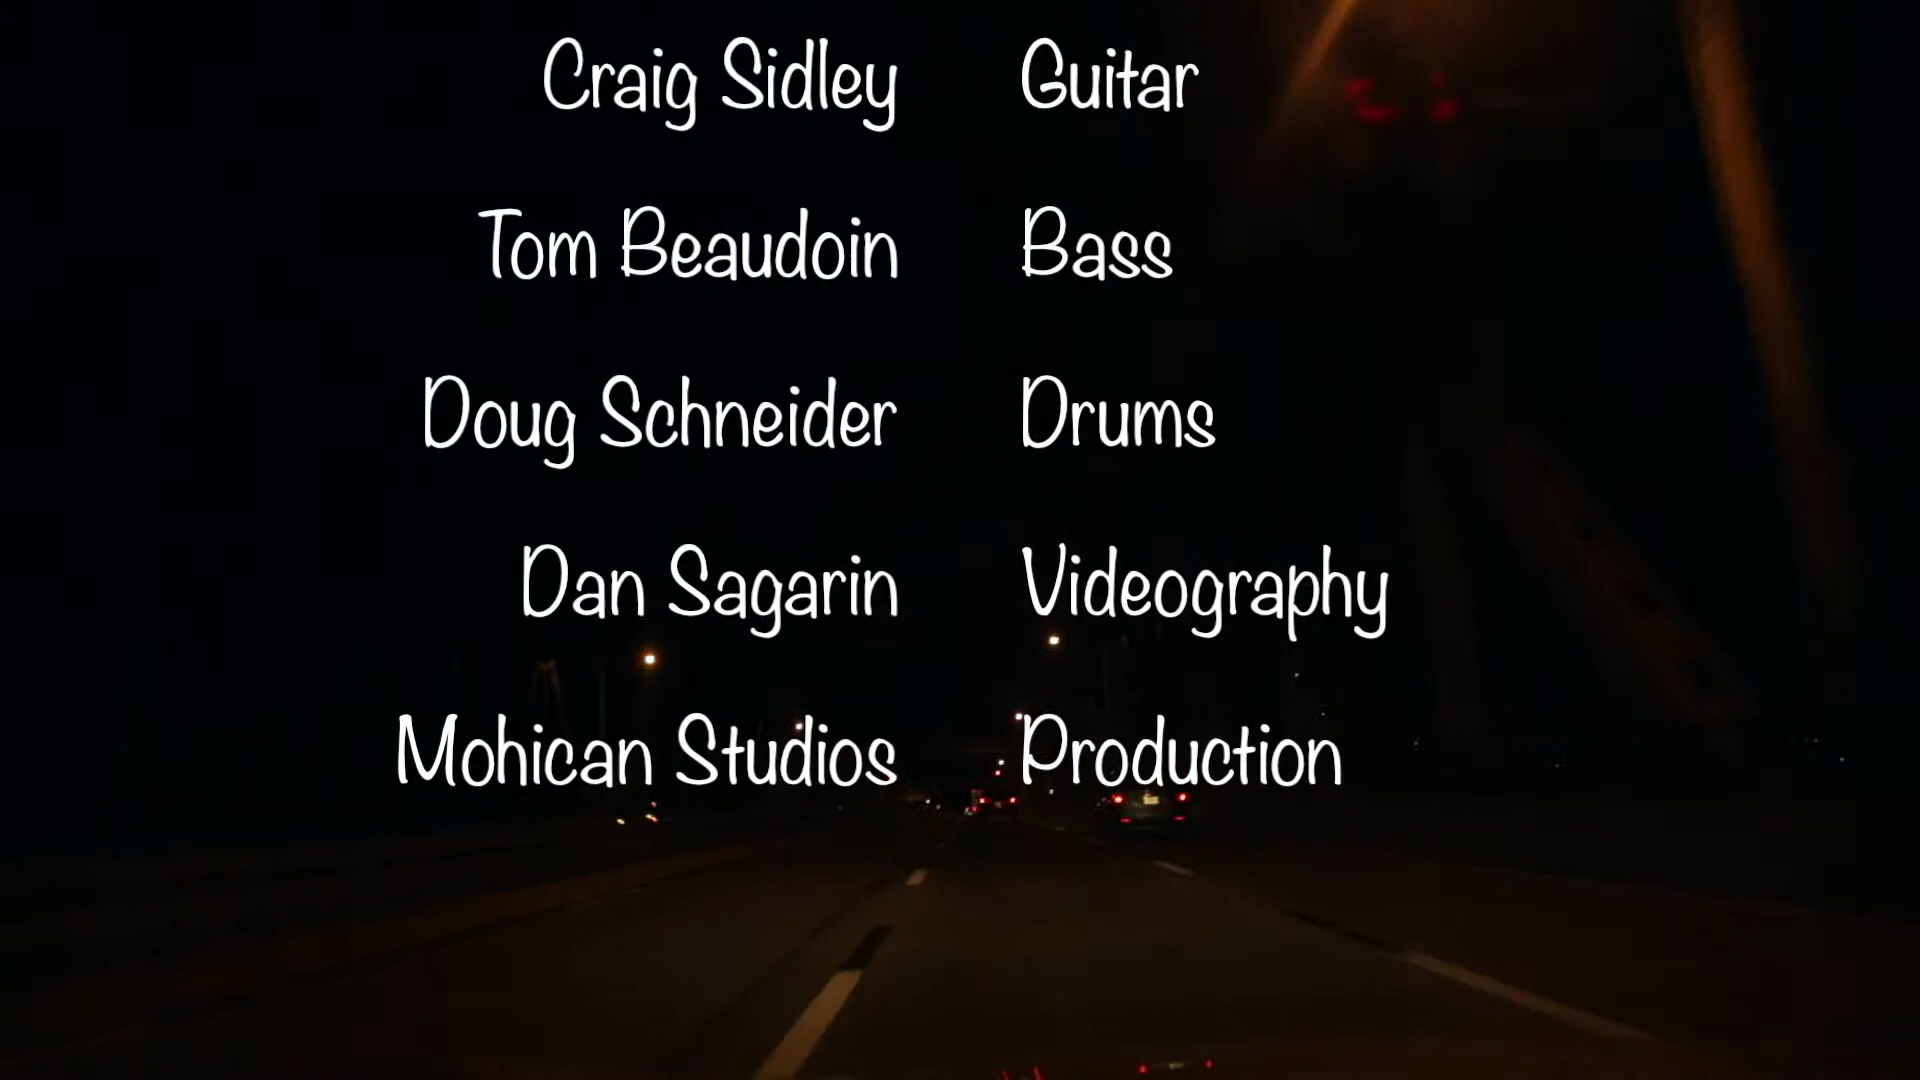 Craig Sidley Guitar
Tom Beaudoin Bass
Doug Schneider Drums
Dan Sagarin Videography
Mohican Studios Production